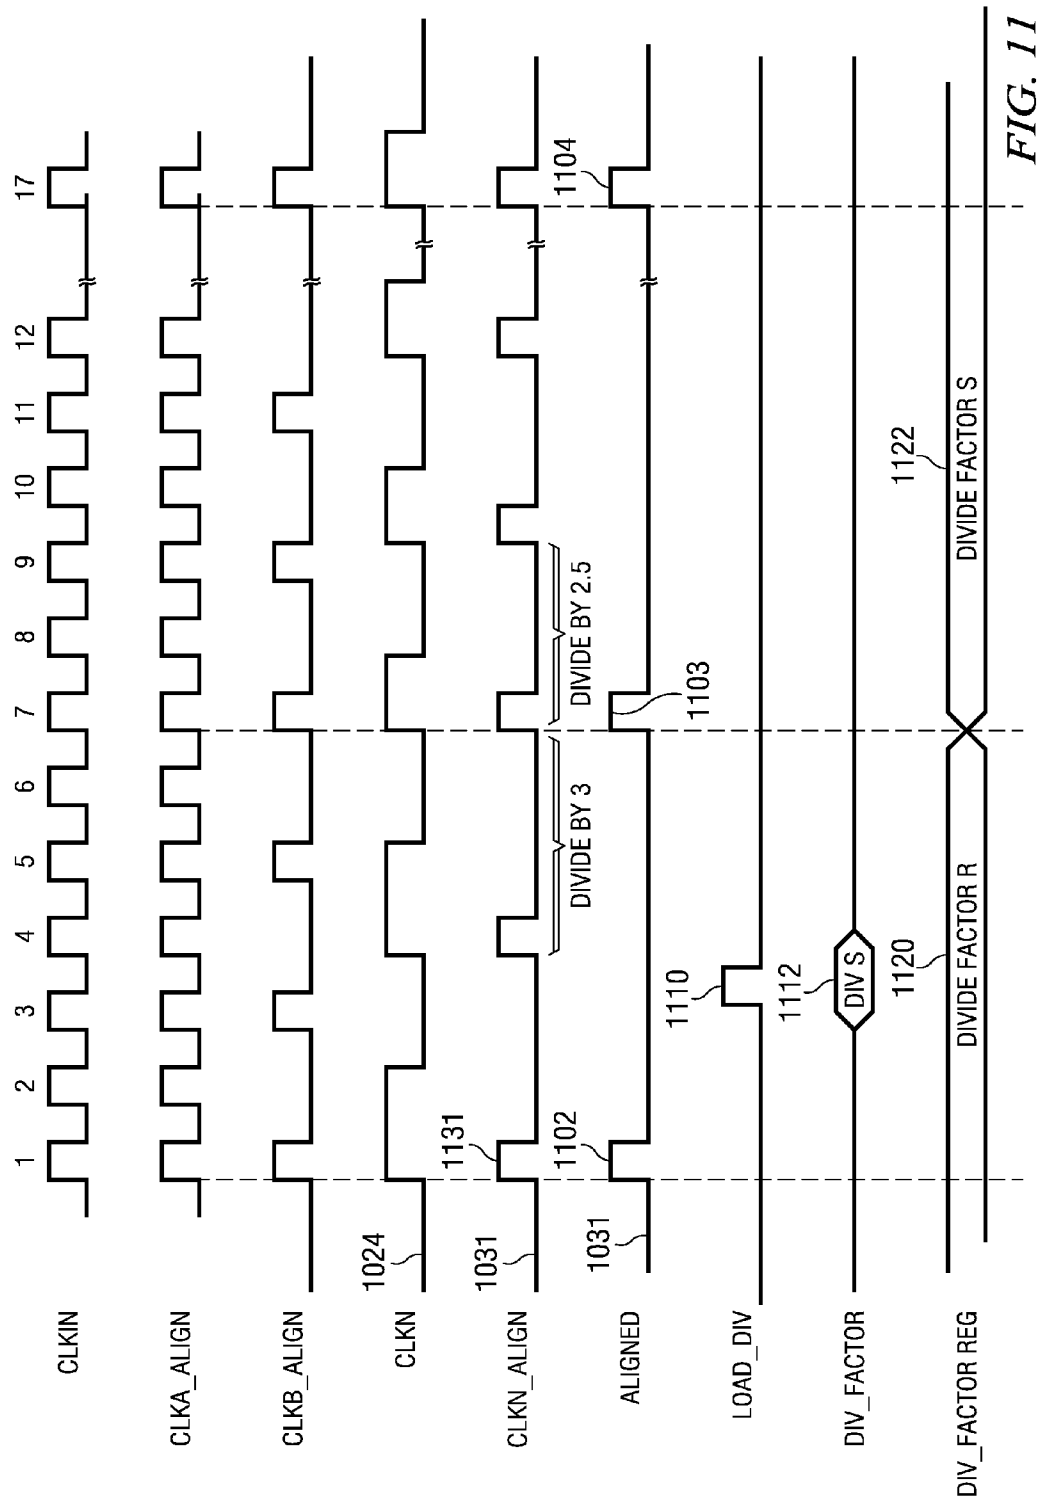 1 2 3 4 5 6 7 8 9 10 11 12 17
CLKIN
CLKA_ALIGN
CLKB_ALIGN
CLKN
1024
CLKN_ALIGN
1031
1131
DIVIDE BY 3
DIVIDE BY 2.5
ALIGNED
1031
1102
1103
1104
LOAD_DIV
1110
DIV_FACTOR
1112
DIV S
DIV_FACTOR REG
1120
DIVIDE FACTOR R
1122
DIVIDE FACTOR S
FIG. 11